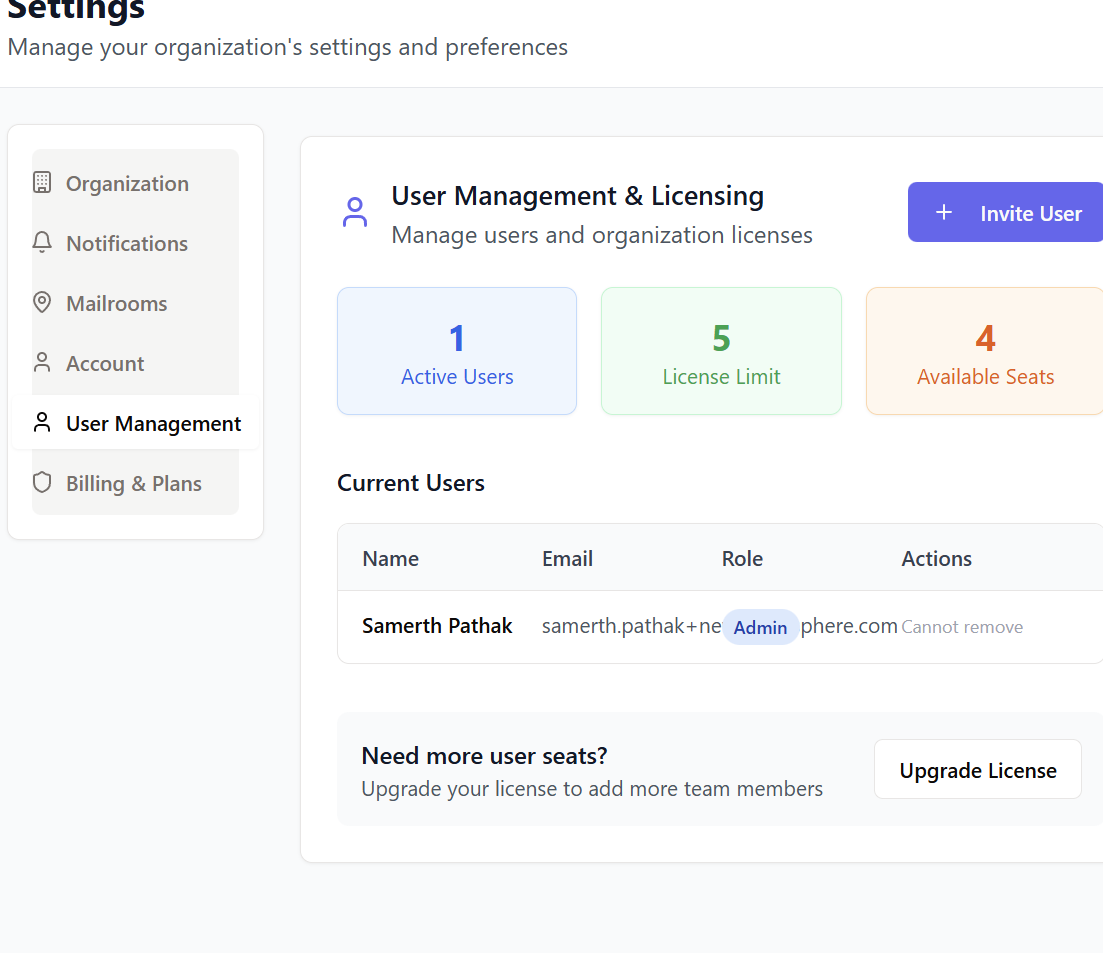 Settings
Manage your organization's settings and preferences
Organization
Notifications
Mailrooms
Account
User Management
Billing & Plans
User Management & Licensing
Manage users and organization licenses
+ Invite User
1
Active Users
5
License Limit
4
Available Seats
Current Users
Name Email Role Actions
Samerth Pathak samerth.pathak+ne Admin phere.com Cannot remove
Need more user seats?
Upgrade your license to add more team members
Upgrade License